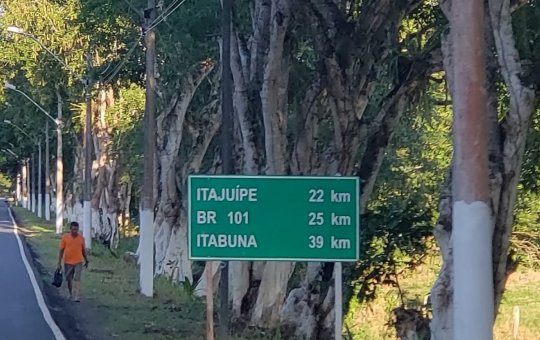 ITAJUÍPE 22 km
BR 101 25 km
ITABUNA 39 km